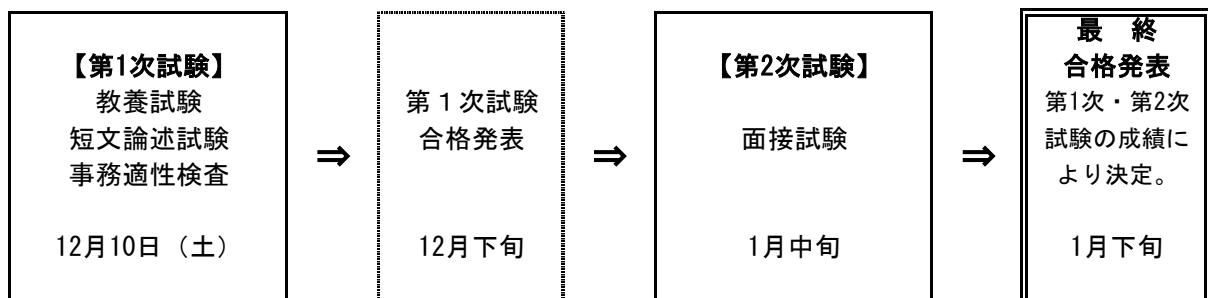 【第1次試験】
教養試験
短文論述試験
事務適性検査
12月10日（土）
⇒
第１次試験
合格発表
12月下旬
⇒
【第2次試験】
面接試験
1月中旬
⇒
最　終
合格発表
第1次・第2次
試験の成績に
より決定。
1月下旬